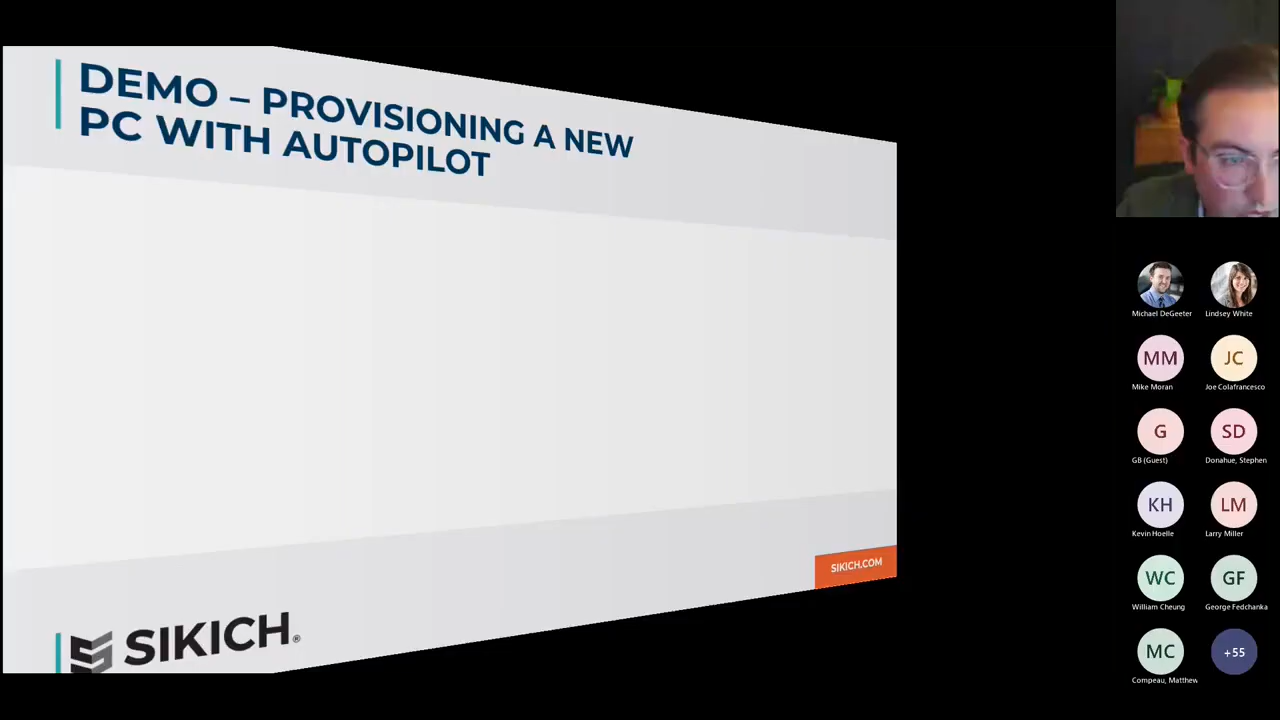 DEMO – PROVISIONING A NEW
PC WITH AUTOPILOT
SIKICH.COM
SIKICH®
Michael DeGeeter
Lindsey White
MM
JC
Mike Moran
Joe Colafrancesco
G
SD
GB (Guest)
Donahue, Stephen
KH
LM
Kevin Hoelle
Larry Miller
WC
GF
William Cheung
George Fedchanka
MC
+55
Compeau, Matthew